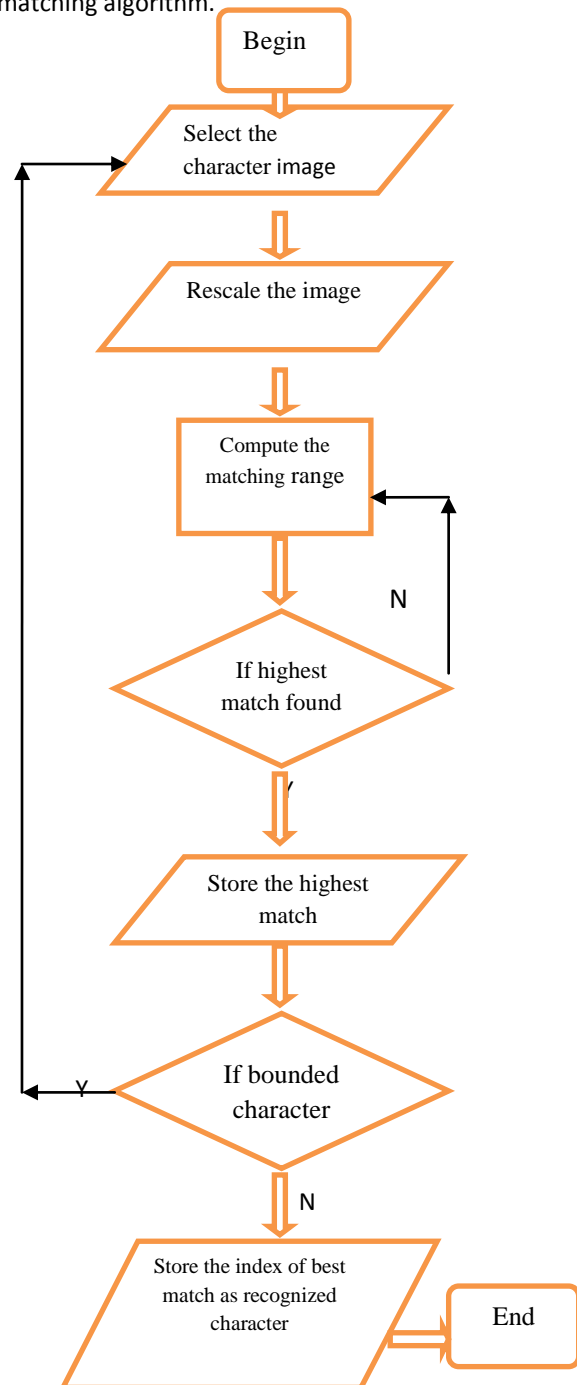 matching algorithm.
Begin
Select the
character image
Rescale the image
Compute the
matching range
N
If highest
match found
Y
Store the highest
match
If bounded
character
Y
N
Store the index of best
match as recognized
character
End